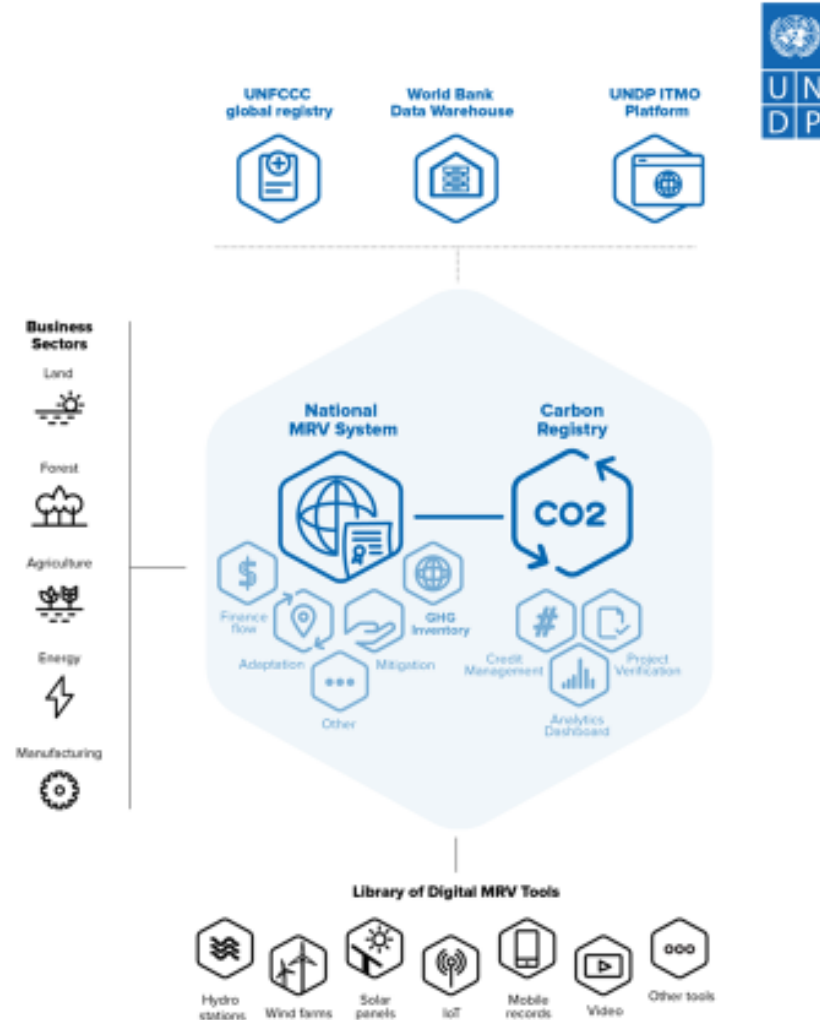 UN
DP
UNFCCC
global registry
World Bank
Data Warehouse
UNDP ITMO
Platform
Business
Sectors
Land
Forest
Agriculture
Energy
Manufacturing
National
MRV System
Carbon
Registry
CO2
$
Finance
flow
Adaptation
Other
Mitigation
GHG
Inventory
#
Credit
Management
Project
Verification
Analytics
Dashboard
Library of Digital MRV Tools
Hydro
stations
Wind farms
Solar
panels
IoT
Mobile
records
Video
Other tools